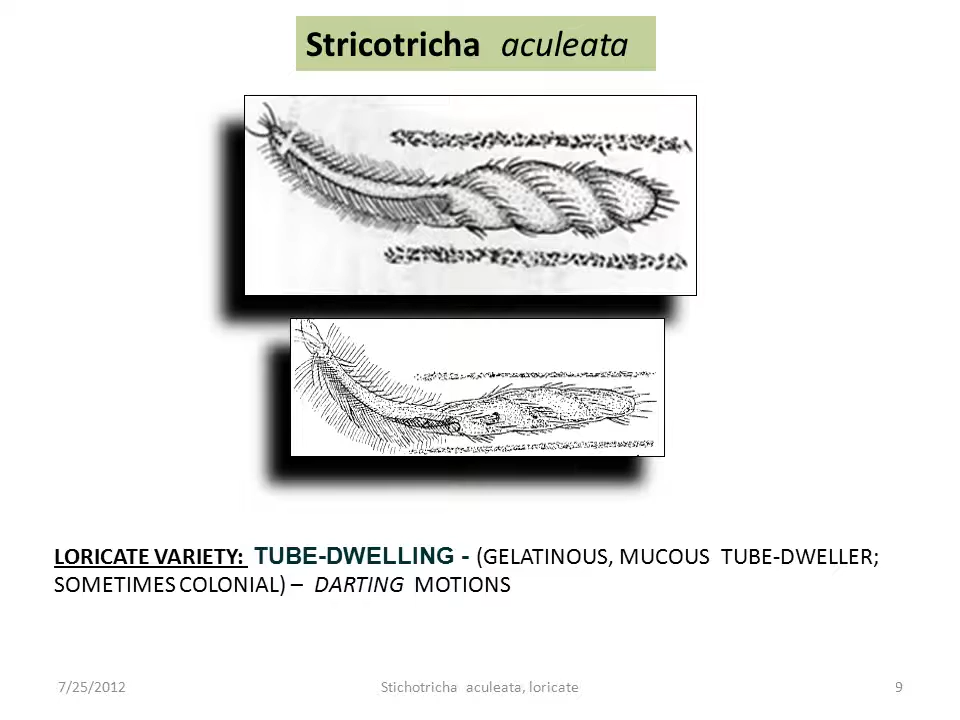 Stricotricha aculeata
LORICATE VARIETY: TUBE-DWELLING - (GELATINOUS, MUCOUS TUBE-DWELLER;
SOMETIMES COLONIAL) – DARTING MOTIONS
7/25/2012
Stichotricha aculeata, loricate
9